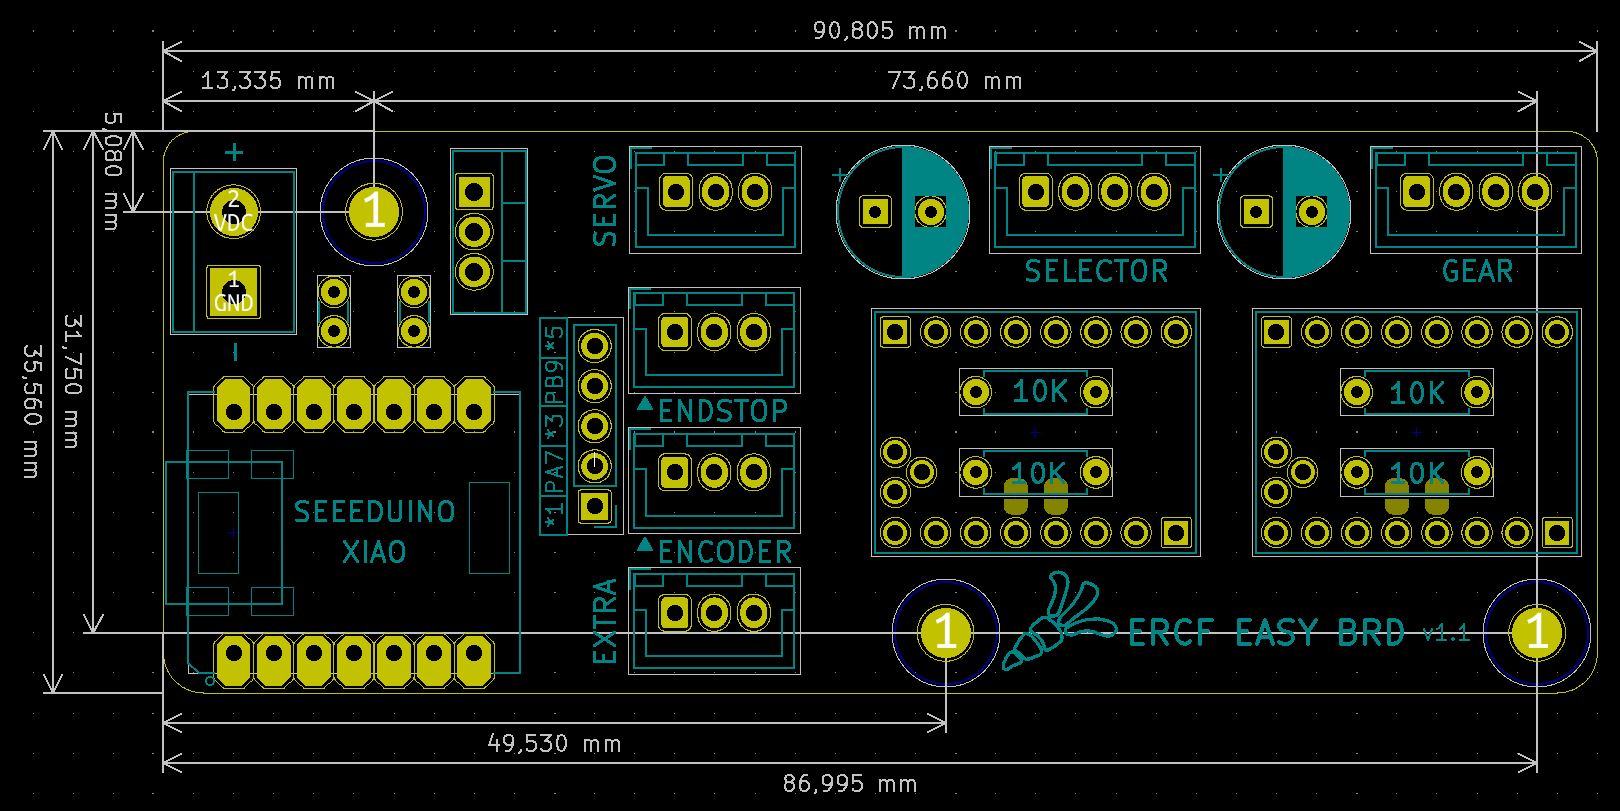 90,805 mm
13,335 mm
73,660 mm
5,080 mm
31,750 mm
35,560 mm
+
2
VDC
1
GND
-
1
SERVO
+
SELECTOR
+
GEAR
*1|PA7|*3|PB9|*5
ENDSTOP
10K
10K
10K
10K
SEEEDUINO
XIAO
ENCODER
EXTRA
1
ERCF EASY BRD v1.1
1
49,530 mm
86,995 mm